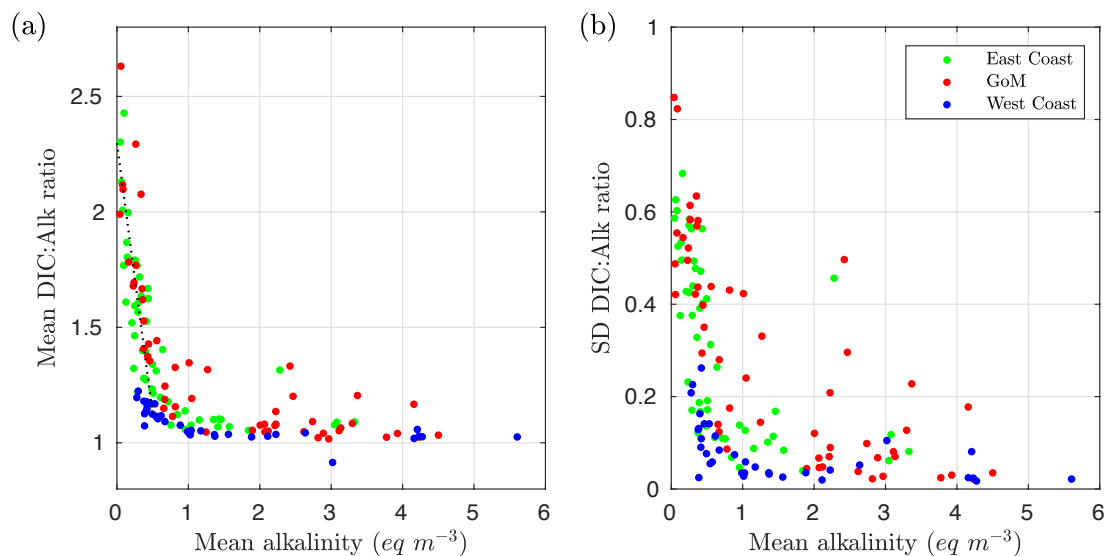 (a)
Mean DIC:Alk ratio
2.5
2
1.5
1
0 1 2 3 4 5 6
Mean alkalinity (eq m⁻³)
(b)
SD DIC:Alk ratio
1
0.8
0.6
0.4
0.2
0
East Coast
GoM
West Coast
0 1 2 3 4 5 6
Mean alkalinity (eq m⁻³)